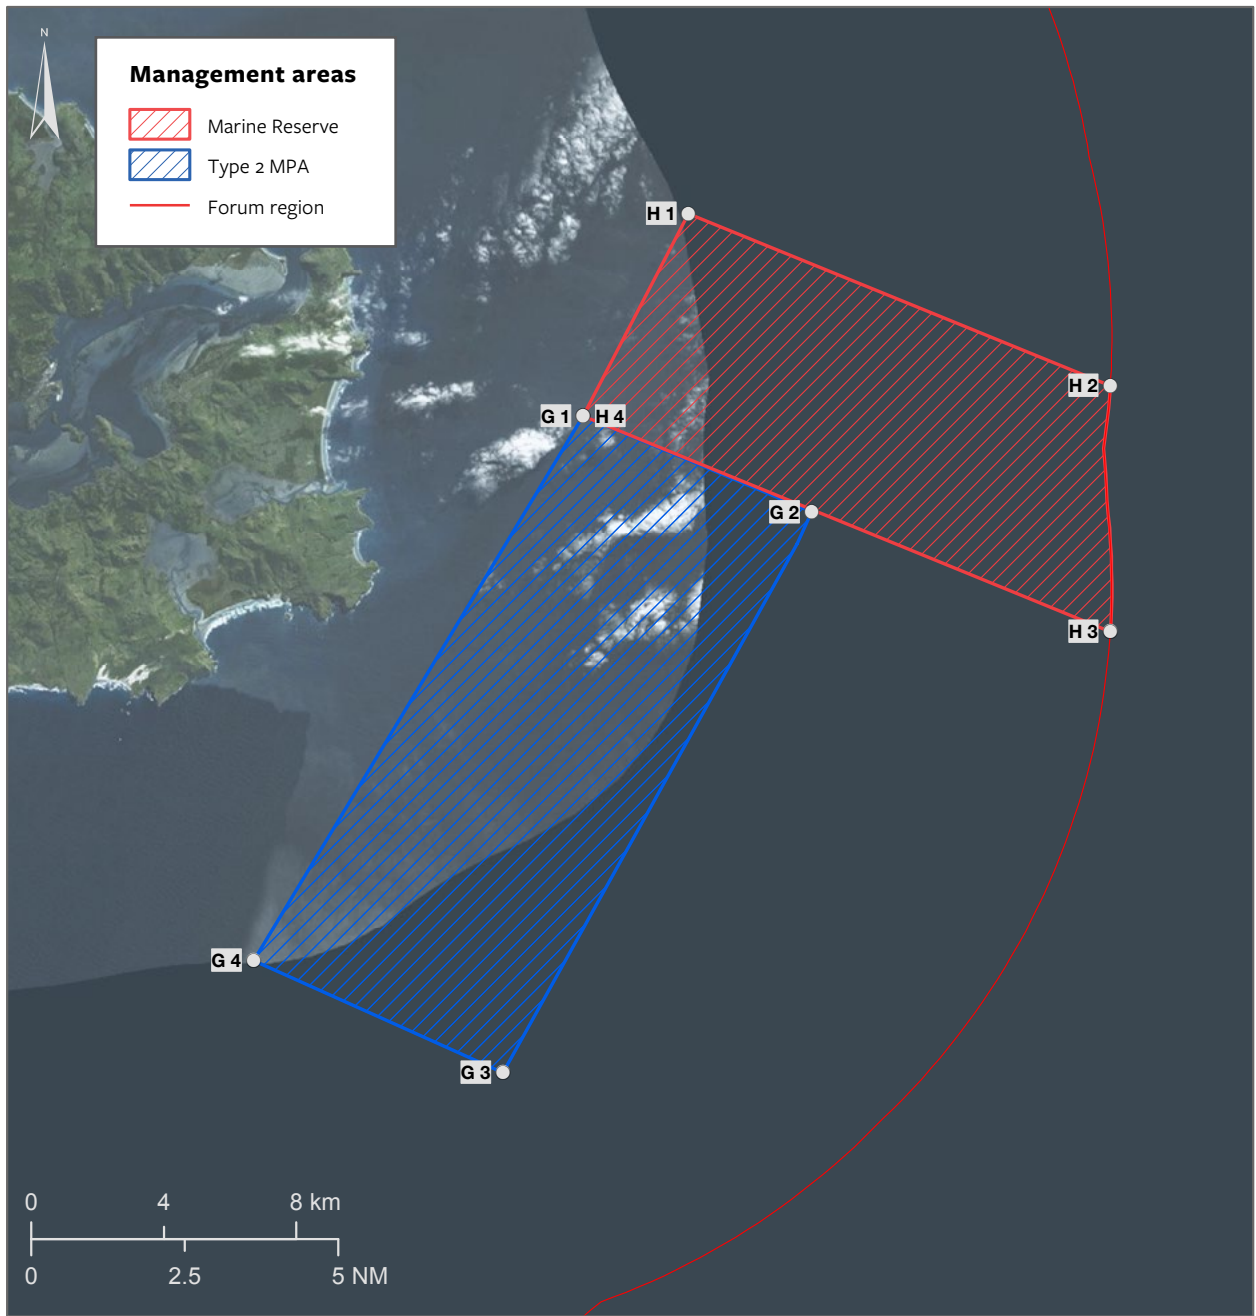 N
Management areas
Marine Reserve
Type 2 MPA
Forum region
H 1
H 2
G 1 H 4
G 2
H 3
G 4
G 3
0 4 8 km
0 2.5 5 NM